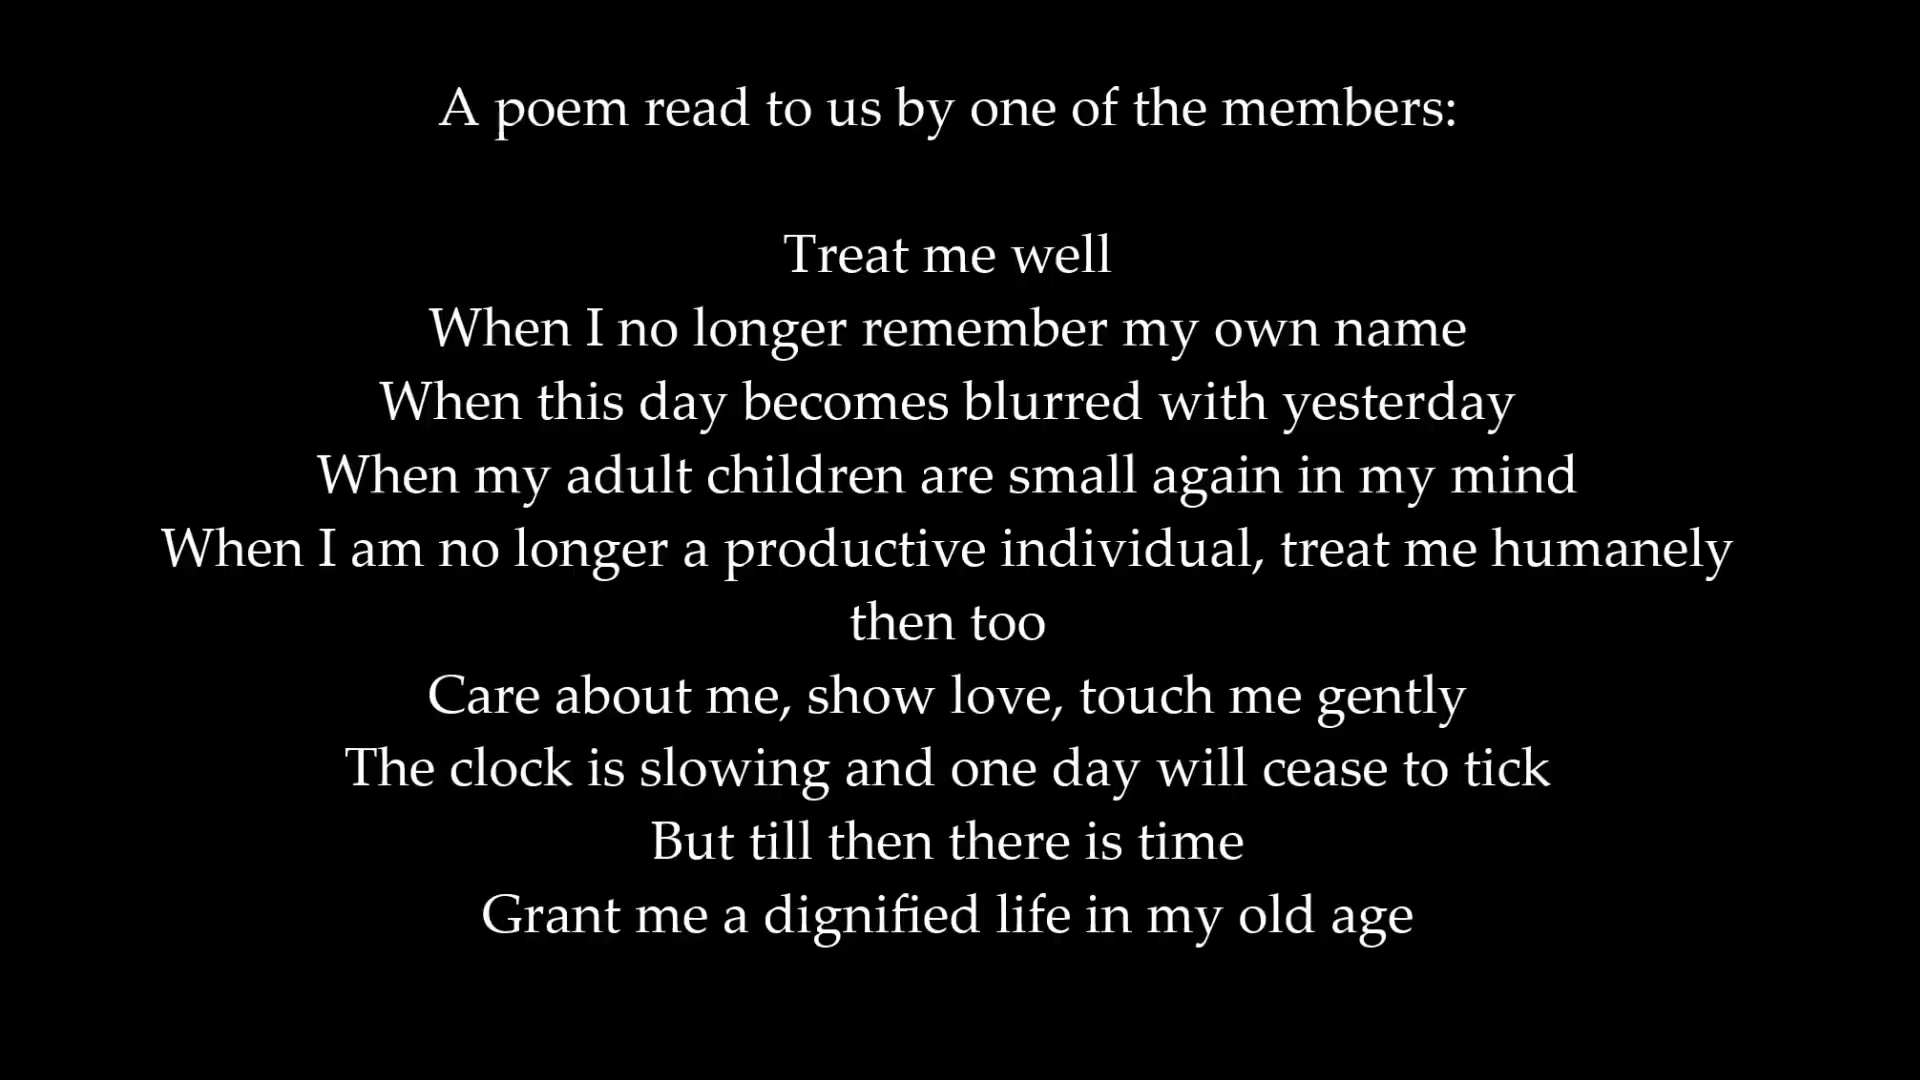 A poem read to us by one of the members:
Treat me well
When I no longer remember my own name
When this day becomes blurred with yesterday
When my adult children are small again in my mind
When I am no longer a productive individual, treat me humanely
then too
Care about me, show love, touch me gently
The clock is slowing and one day will cease to tick
But till then there is time
Grant me a dignified life in my old age